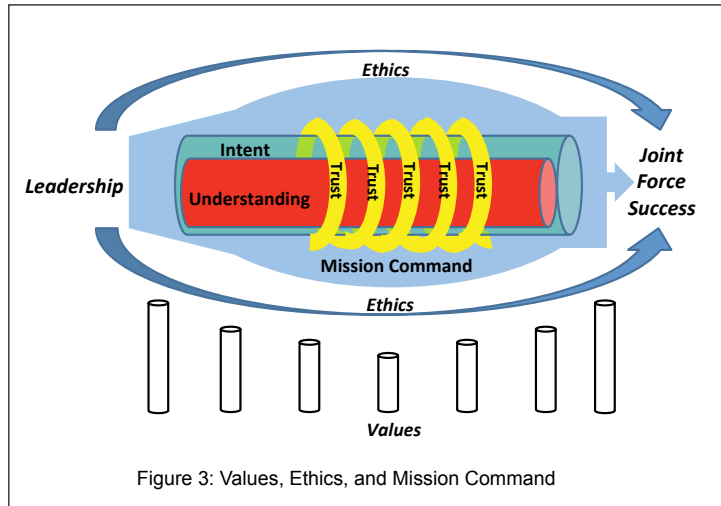 Ethics
Intent
Understanding
Trust
Trust
Trust
Trust
Trust
Leadership
Joint
Force
Success
Mission Command
Ethics
Values
Figure 3: Values, Ethics, and Mission Command